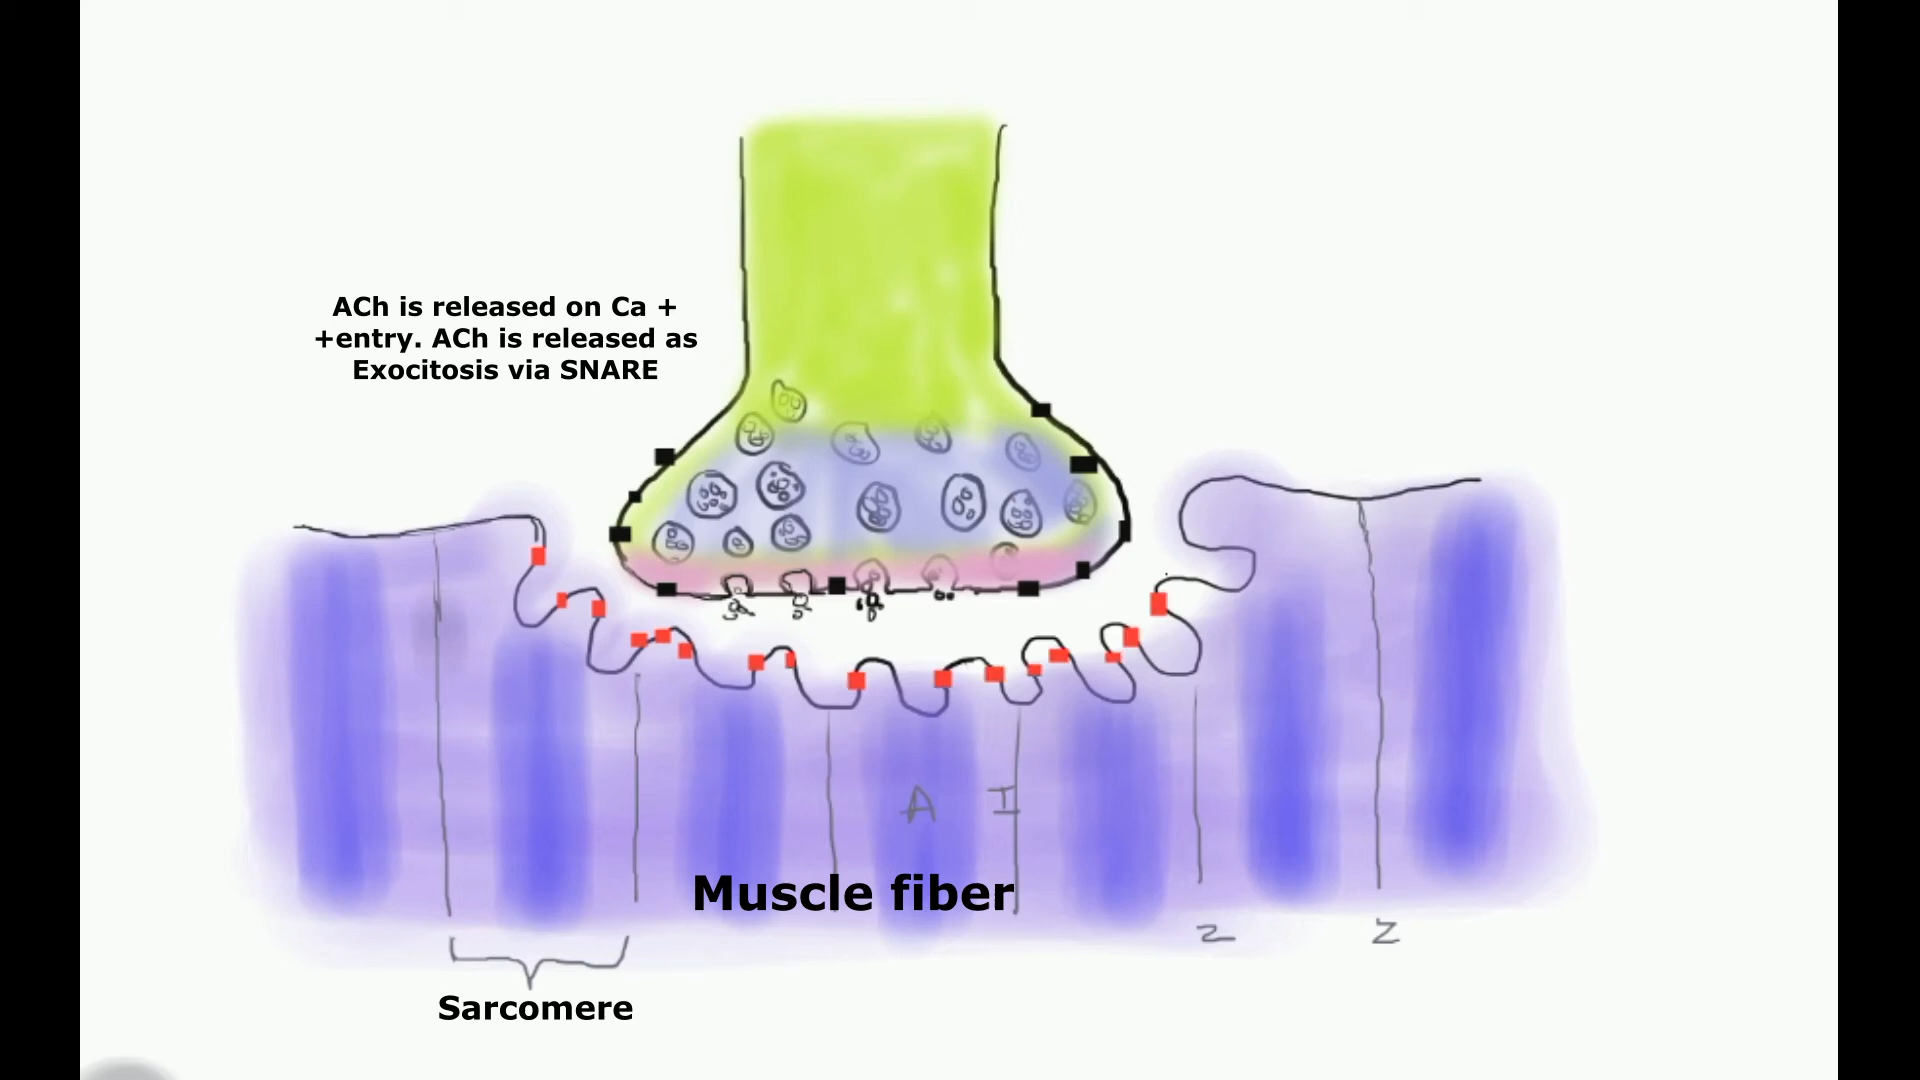 ACh is released on Ca +
+entry. ACh is released as
Exocitosis via SNARE
A I
Muscle fiber
Z Z
Sarcomere